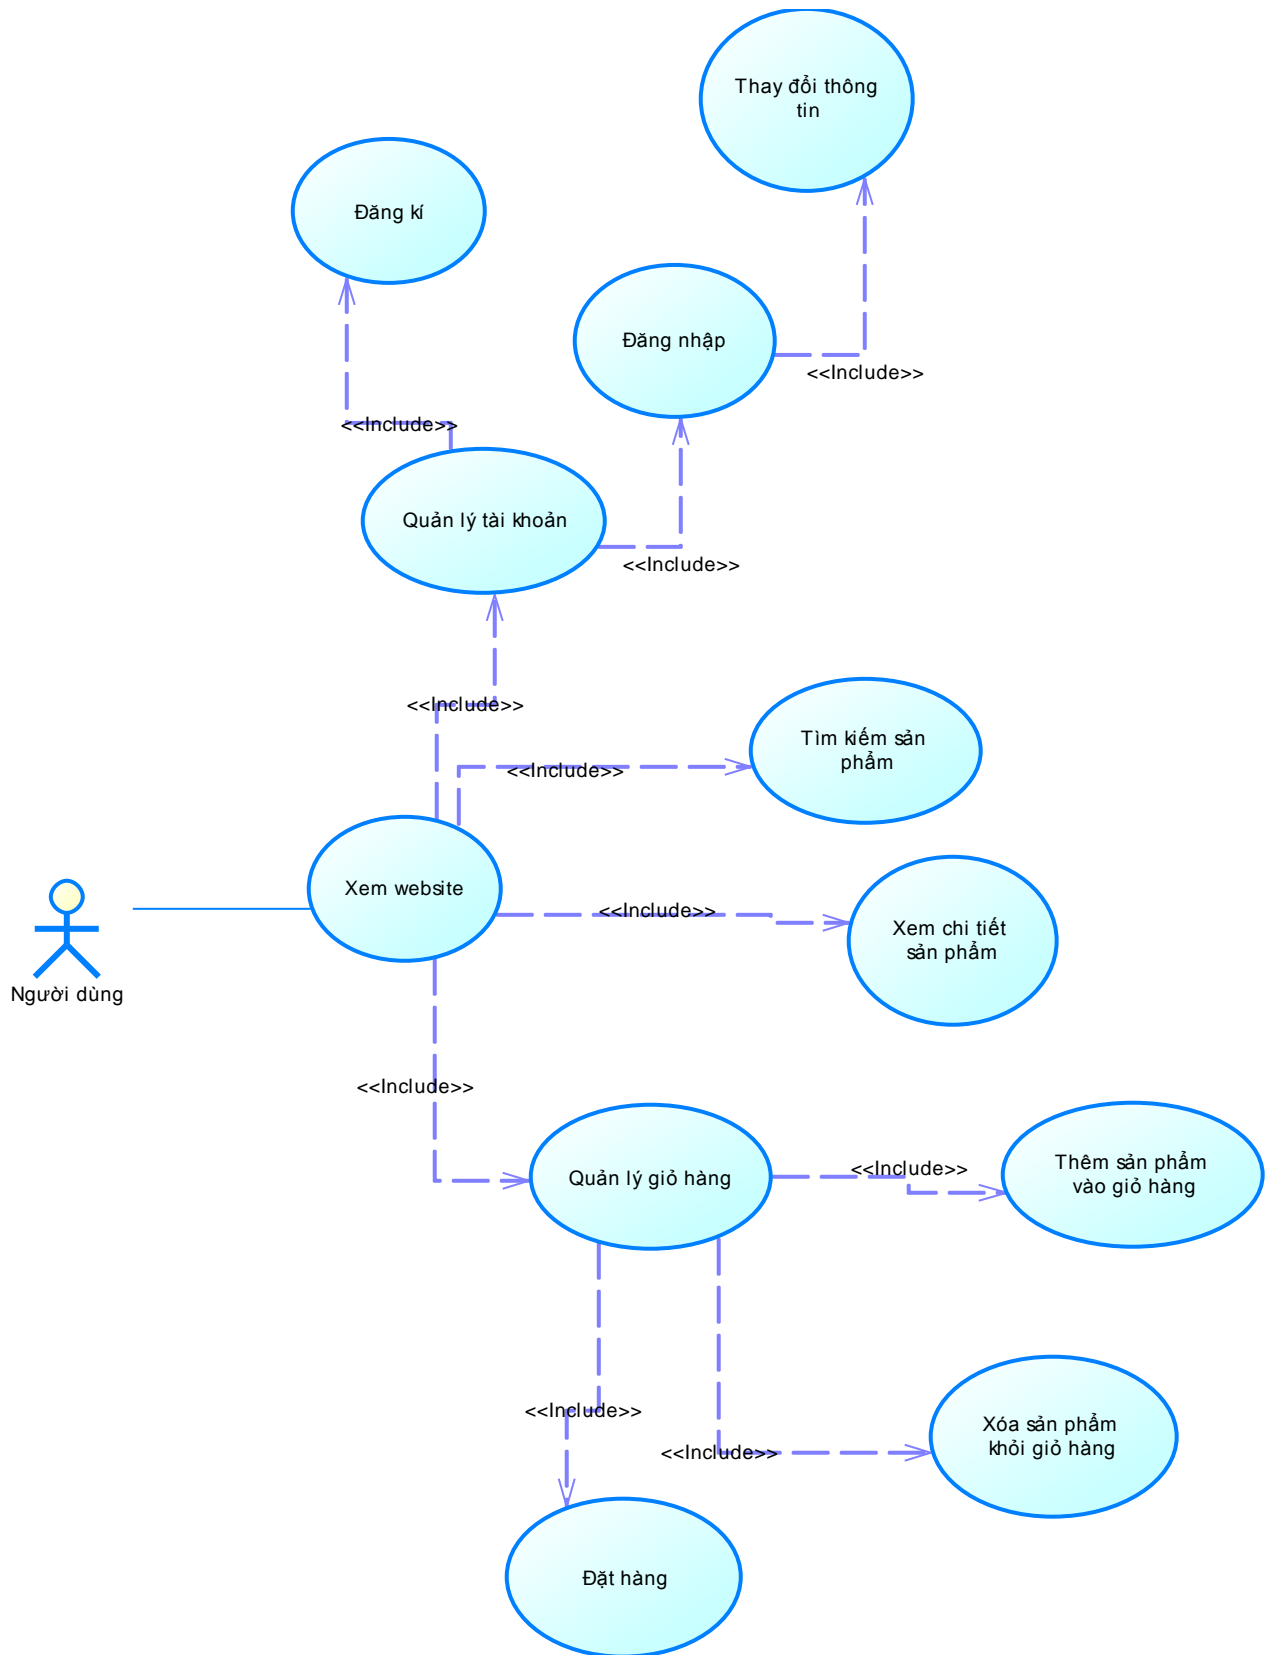 Thay đổi thông
tin
Đăng kí
Đăng nhập
<<Include>>
<<Include>>
Quản lý tài khoản
<<Include>>
<<Include>>
Tìm kiếm sản
phẩm
<<Include>>
Xem website
<<Include>>
Xem chi tiết
sản phẩm
Người dùng
<<Include>>
Quản lý giỏ hàng
<<Include>>
Thêm sản phẩm
vào giỏ hàng
<<Include>>
Xóa sản phẩm
khỏi giỏ hàng
<<Include>>
Đặt hàng